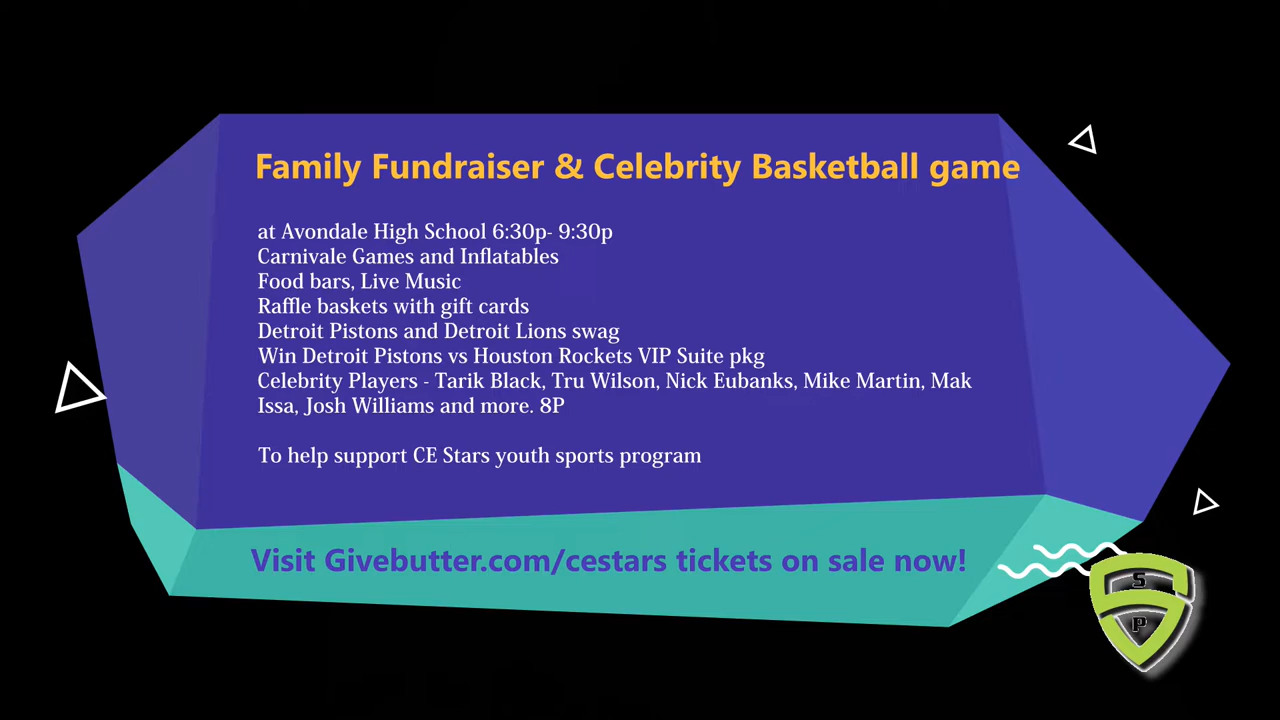 Family Fundraiser & Celebrity Basketball game
at Avondale High School 6:30p- 9:30p
Carnivale Games and Inflatables
Food bars, Live Music
Raffle baskets with gift cards
Detroit Pistons and Detroit Lions swag
Win Detroit Pistons vs Houston Rockets VIP Suite pkg
Celebrity Players - Tarik Black, Tru Wilson, Nick Eubanks, Mike Martin, Mak
Issa, Josh Williams and more. 8P
To help support CE Stars youth sports program
Visit Givebutter.com/cestars tickets on sale now!
S
P